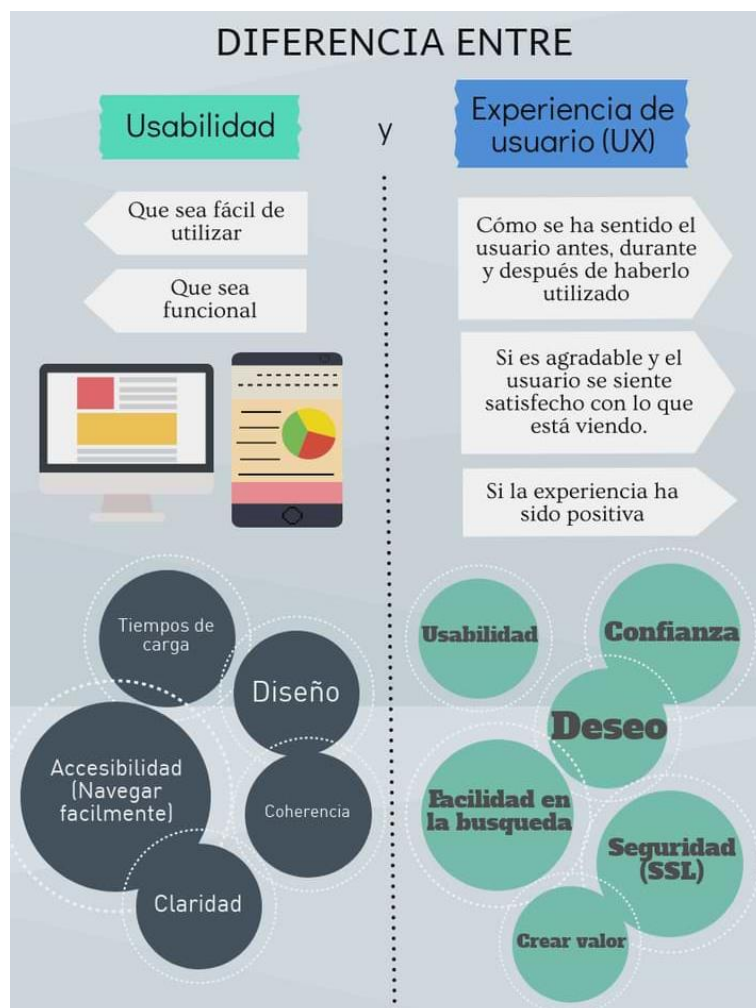 DIFERENCIA ENTRE
Usabilidad
y
Experiencia de
usuario (UX)
Que sea fácil de
utilizar
Que sea
funcional
Cómo se ha sentido el
usuario antes, durante
y después de haberlo
utilizado
Si es agradable y el
usuario se siente
satisfecho con lo que
está viendo.
Si la experiencia ha
sido positiva
Tiempos de
carga
Diseño
Accesibilidad
(Navegar
facilmente)
Coherencia
Claridad
Usabilidad
Confianza
Deseo
Facilidad en
la busqueda
Seguridad
(SSL)
Crear valor